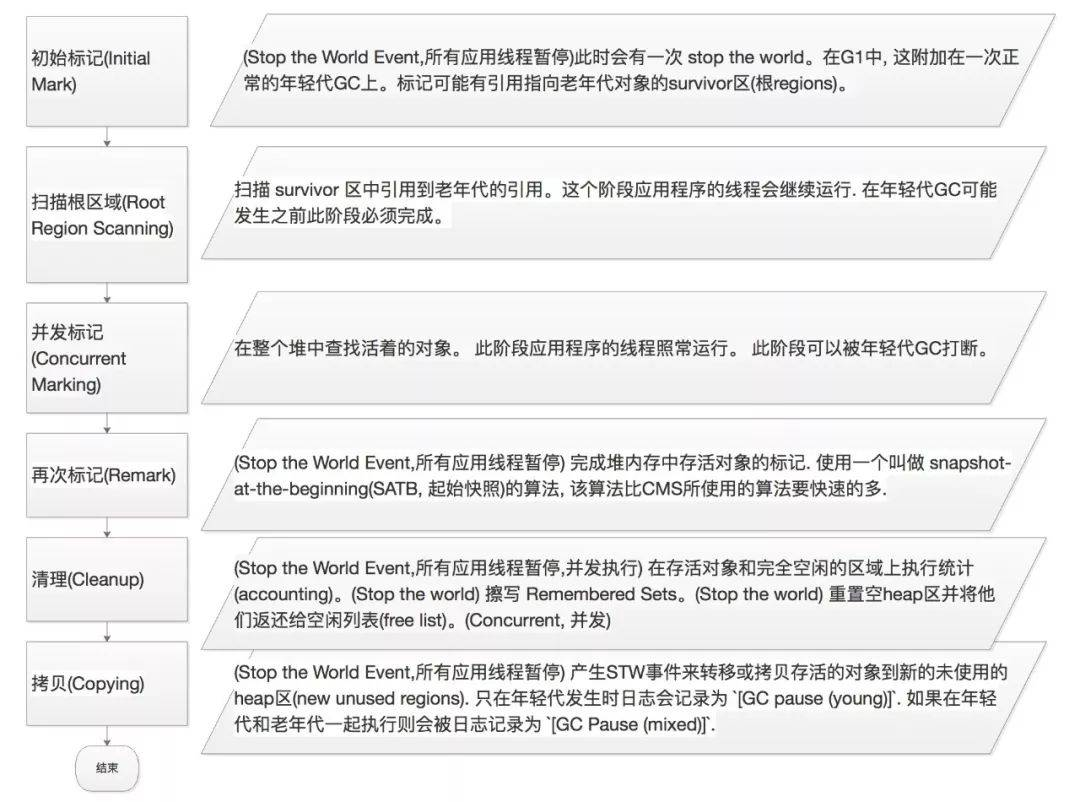 初始标记(Initial
Mark)
(Stop the World Event,所有应用线程暂停)此时会有一次 stop the world。在G1中, 这附加在一次正
常的年轻代GC上。标记可能有引用指向老年代对象的survivor区(根regions)。
扫描根区域(Root
Region Scanning)
扫描 survivor 区中引用到老年代的引用。这个阶段应用程序的线程会继续运行. 在年轻代GC可能
发生之前此阶段必须完成。
并发标记
(Concurrent
Marking)
在整个堆中查找活着的对象。 此阶段应用程序的线程照常运行。 此阶段可以被年轻代GC打断。
再次标记(Remark)
(Stop the World Event,所有应用线程暂停) 完成堆内存中存活对象的标记. 使用一个叫做 snapshot-
at-the-beginning(SATB, 起始快照)的算法, 该算法比CMS所使用的算法要快速的多.
清理(Cleanup)
(Stop the World Event,所有应用线程暂停,并发执行) 在存活对象和完全空闲的区域上执行统计
(accounting)。(Stop the world) 擦写 Remembered Sets。(Stop the world) 重置空heap区并将他
们返还给空闲列表(free list)。(Concurrent, 并发)
拷贝(Copying)
(Stop the World Event,所有应用线程暂停) 产生STW事件来转移或拷贝存活的对象到新的未使用的
heap区(new unused regions). 只在年轻代发生时日志会记录为 `[GC pause (young)]`. 如果在年轻
代和老年代一起执行则会被日志记录为 `[GC Pause (mixed)]`.
结束